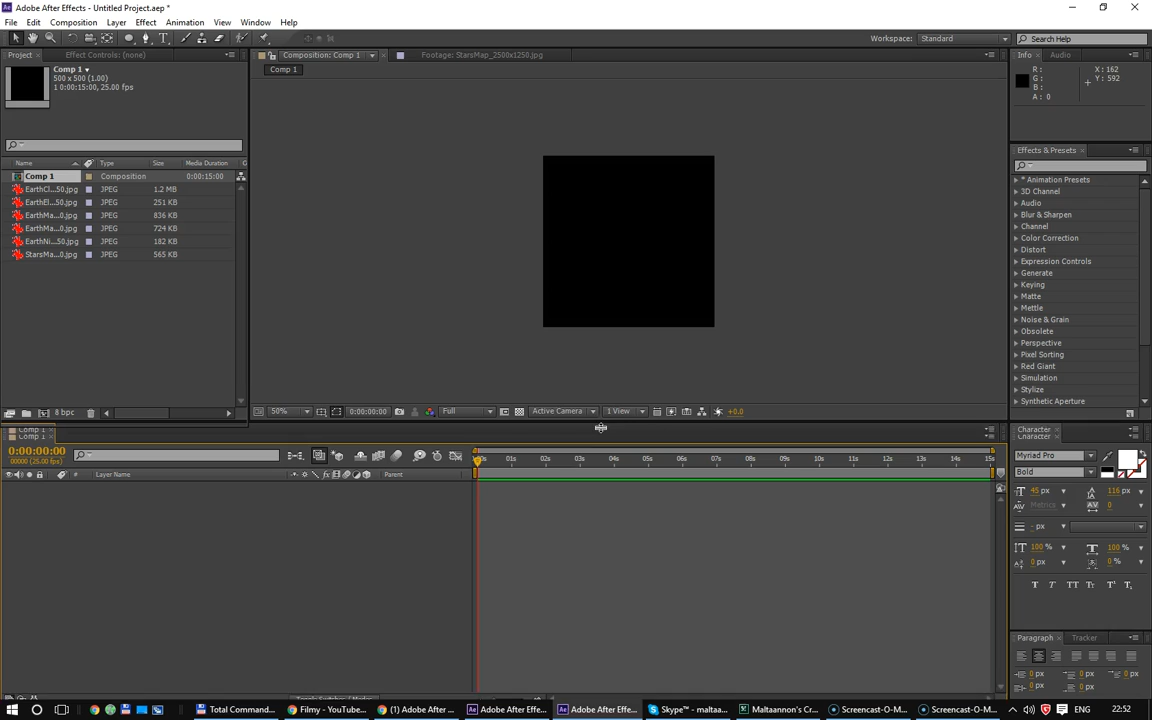 Adobe After Effects - Untitled Project.aep *
File Edit Composition Layer Effect Animation View Window Help
Workspace: Standard
Search Help
Project Effect Controls: (none)
Composition: Comp 1 Footage: StarsMap_2500x1250.jpg
Info Audio
Comp 1
500 x 500 (1.00)
Δ 0:00:15:00, 25.00 fps
Comp 1
R :
G :
B :
A : 0
X : 162
Y : 592
Effects & Presets
Name Type Size Media Duration
Comp 1 Composition 0:00:15:00
EarthCl...50.jpg JPEG 1.2 MB
EarthEl...50.jpg JPEG 251 KB
EarthMa...0.jpg JPEG 836 KB
EarthMa...0.jpg JPEG 724 KB
EarthNi...50.jpg JPEG 182 KB
StarsMa...0.jpg JPEG 565 KB
* Animation Presets
3D Channel
Audio
Blur & Sharpen
Channel
Color Correction
Distort
Expression Controls
Generate
Keying
Matte
Mettle
Noise & Grain
Obsolete
Perspective
Pixel Sorting
Red Giant
Simulation
Stylize
Synthetic Aperture
8 bpc
50% 0:00:00:00 Full Active Camera 1 View +0.0
Comp 1
Comp 1
0:00:00:00
00000 (25.00 fps)
# Layer Name Parent
01s 02s 03s 04s 05s 06s 07s 08s 09s 10s 11s 12s 13s 14s 15s
Character
Character
Myriad Pro
Bold
45 px 116 px
Metrics 0
- px
100 % 100 %
0 px 0 %
T T TT Tт T¹ T₁
Paragraph Tracker
0 px 0 px 0 px
0 px 0 px
Toggle Switches / Modes
Total Command...
Filmy - YouTube...
(1) Adobe After ...
Adobe After Effe...
Adobe After Effe...
Skype™ - maltaa...
Maltaannon's Cr...
Screencast-O-M...
Screencast-O-M...
ENG
22:52